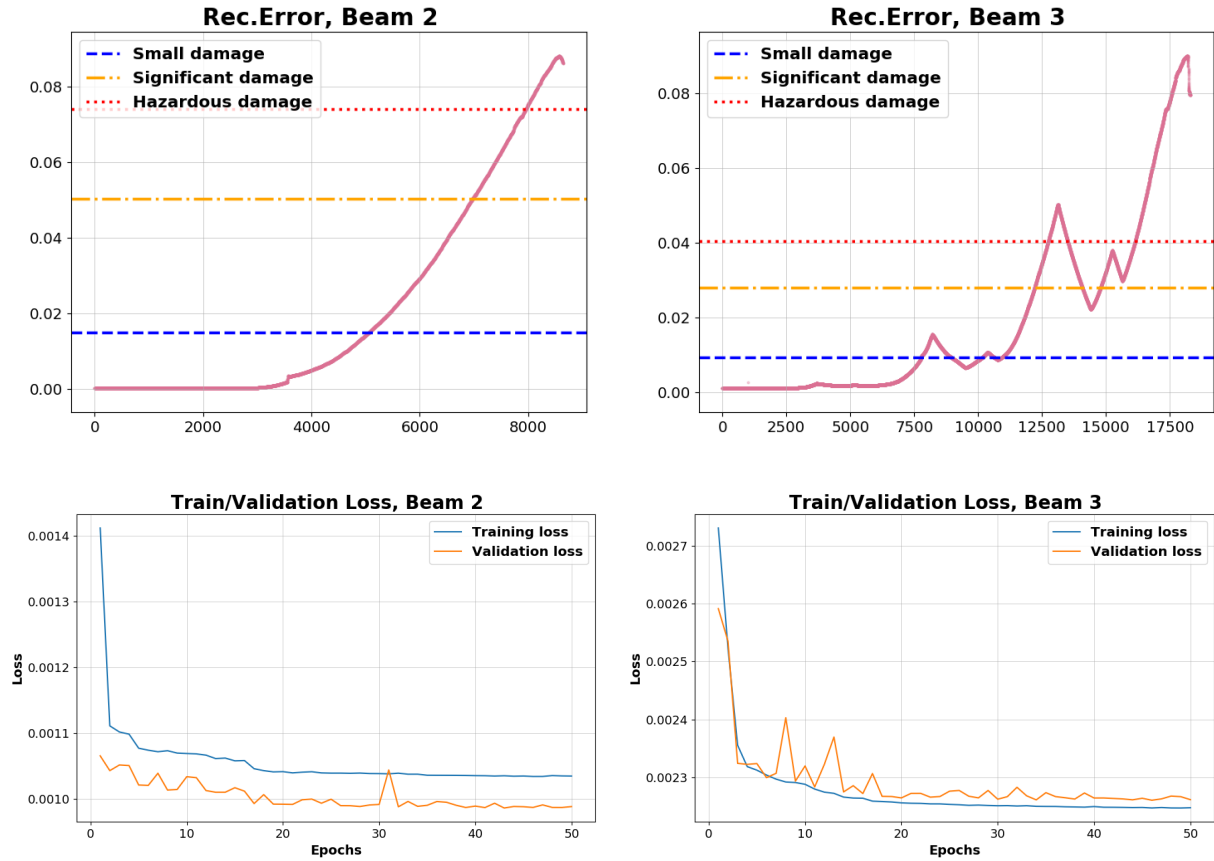 Rec.Error, Beam 2
Small damage
Significant damage
Hazardous damage
0.08
0.06
0.04
0.02
0.00
0 2000 4000 6000 8000
Rec.Error, Beam 3
Small damage
Significant damage
Hazardous damage
0.08
0.06
0.04
0.02
0.00
0 2500 5000 7500 10000 12500 15000 17500
Train/Validation Loss, Beam 2
Training loss
Validation loss
0.0014
0.0013
0.0012
0.0011
0.0010
Loss
0 10 20 30 40 50
Epochs
Train/Validation Loss, Beam 3
Training loss
Validation loss
0.0027
0.0026
0.0025
0.0024
0.0023
Loss
0 10 20 30 40 50
Epochs